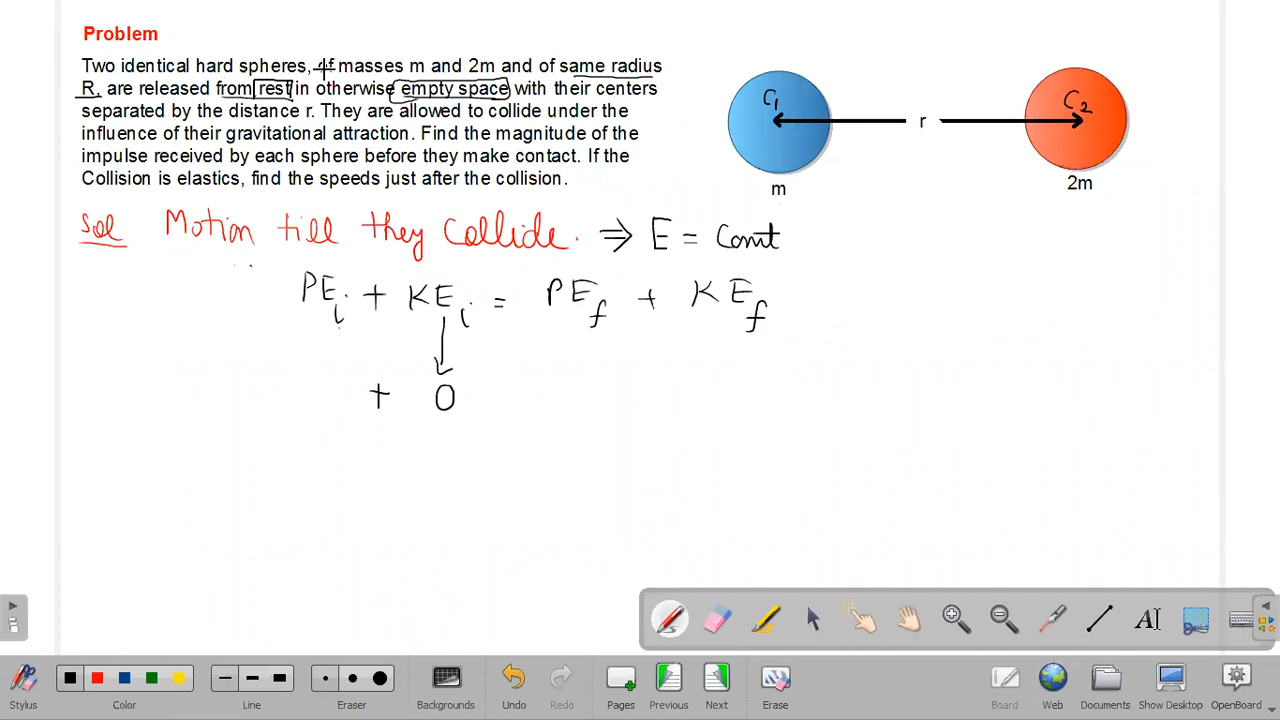 Problem
Two identical hard spheres, of masses m and 2m and of same radius
R, are released from rest in otherwise empty space with their centers
separated by the distance r. They are allowed to collide under the
influence of their gravitational attraction. Find the magnitude of the
impulse received by each sphere before they make contact. If the
Collision is elastics, find the speeds just after the collision.
C1
r
C2
m
2m
Sol Motion till they Collide. ⇒ E = Const
PEi + KEi = PEf + KEf
+ 0
Stylus
Color
Line
Eraser
Backgrounds
Undo
Redo
Pages
Previous
Next
Erase
Board
Web
Documents
Show Desktop
OpenBoard